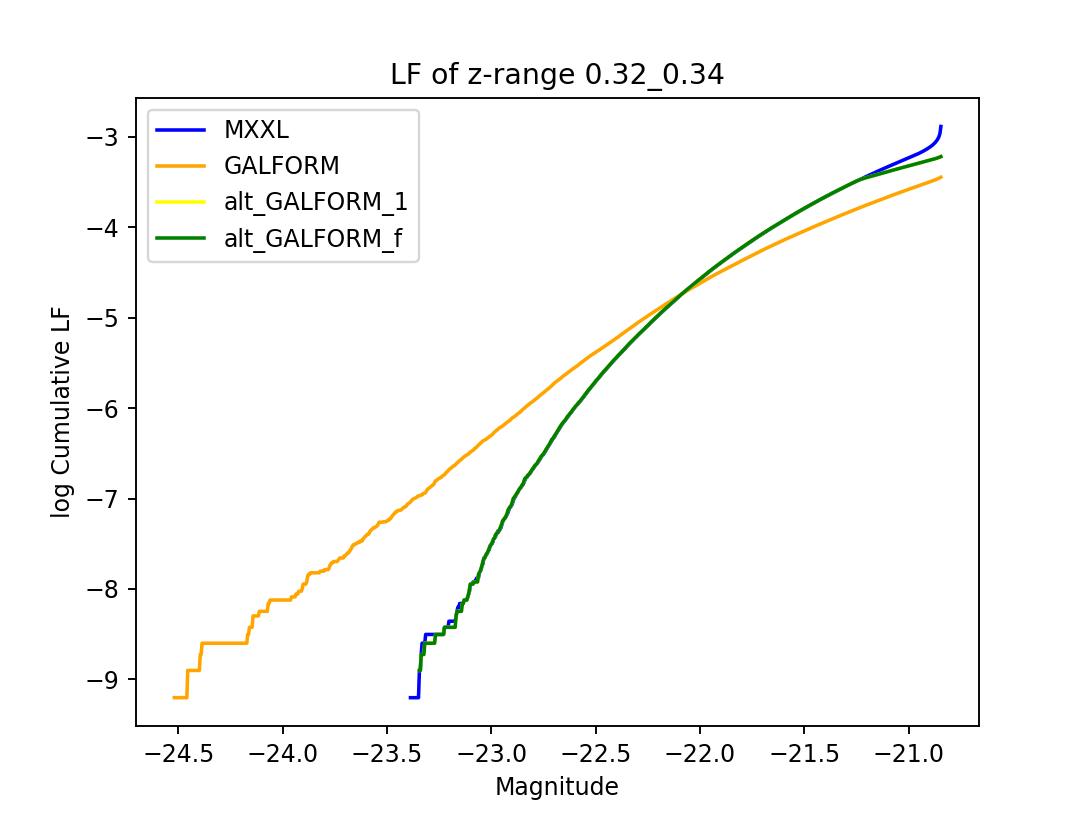 LF of z-range 0.32_0.34
MXXL
GALFORM
alt_GALFORM_1
alt_GALFORM_f
log Cumulative LF
−3
−4
−5
−6
−7
−8
−9
−24.5 −24.0 −23.5 −23.0 −22.5 −22.0 −21.5 −21.0
Magnitude